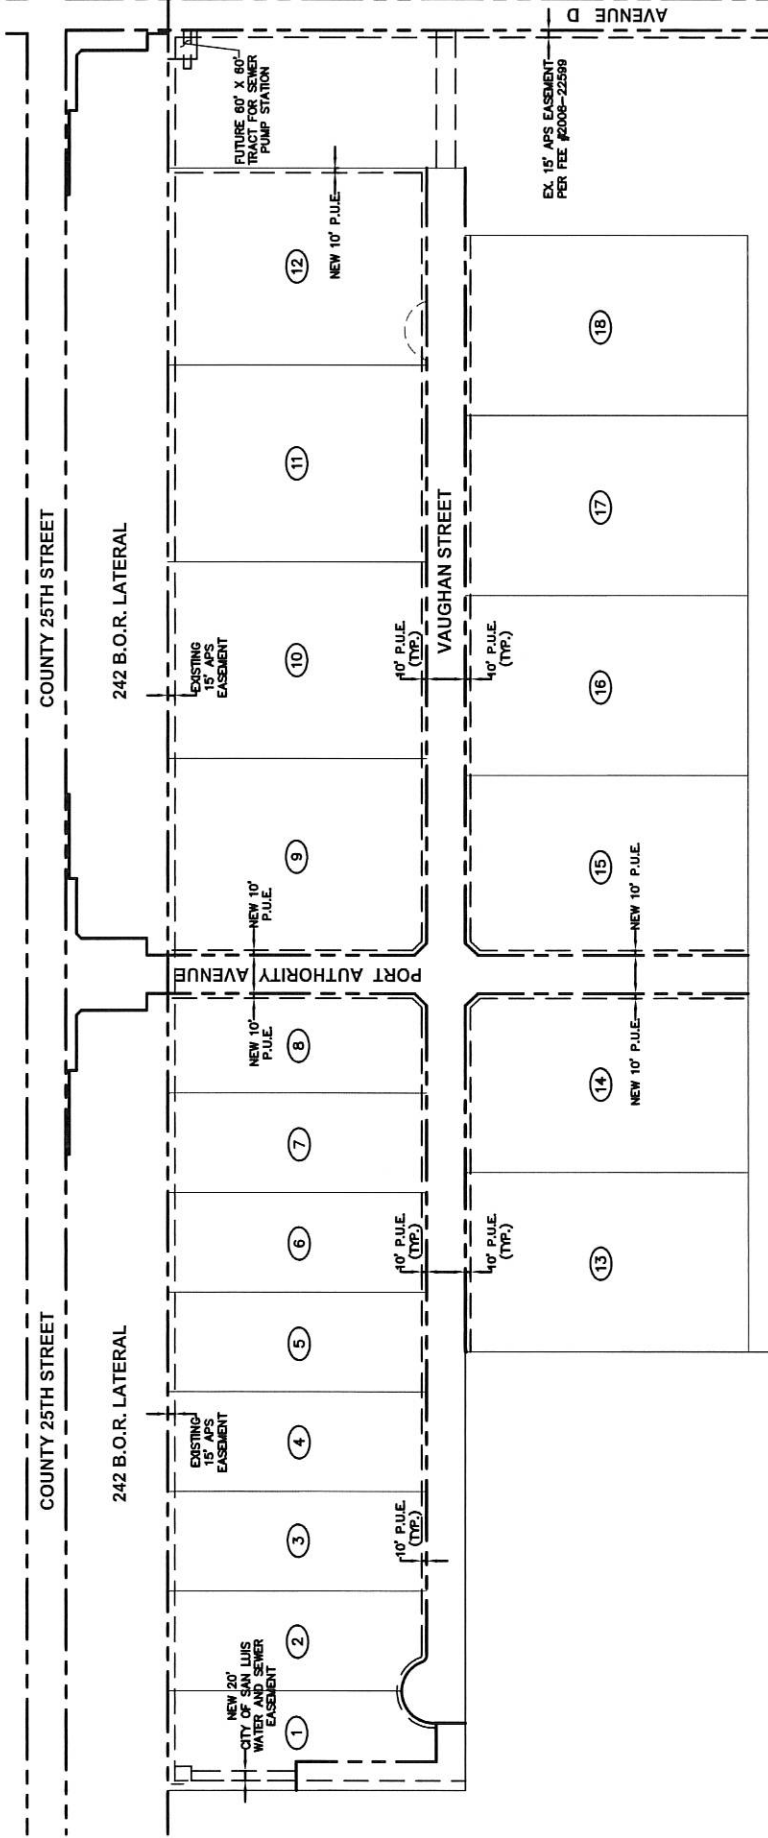 COUNTY 25TH STREET
COUNTY 25TH STREET
242 B.O.R. LATERAL
242 B.O.R. LATERAL
AVENUE D
FUTURE 60' X 60'
TRACT FOR SEWER
PUMP STATION
EXISTING
15' APS
EASEMENT
EXISTING
15' APS
EASEMENT
NEW 20'
CITY OF SAN LUIS
WATER AND SEWER
EASEMENT
NEW 10'
P.U.E.
NEW 10'
P.U.E.
PORT AUTHORITY AVENUE
1
2
3
4
5
6
7
8
9
10
11
12
NEW 10' P.U.E.
10' P.U.E.
(TYP.)
10' P.U.E.
(TYP.)
10' P.U.E.
(TYP.)
VAUGHAN STREET
10' P.U.E.
(TYP.)
10' P.U.E.
(TYP.)
EX. 15' APS EASEMENT
PER FEE #2008-22599
13
14
15
16
17
18
NEW 10' P.U.E.
NEW 10' P.U.E.